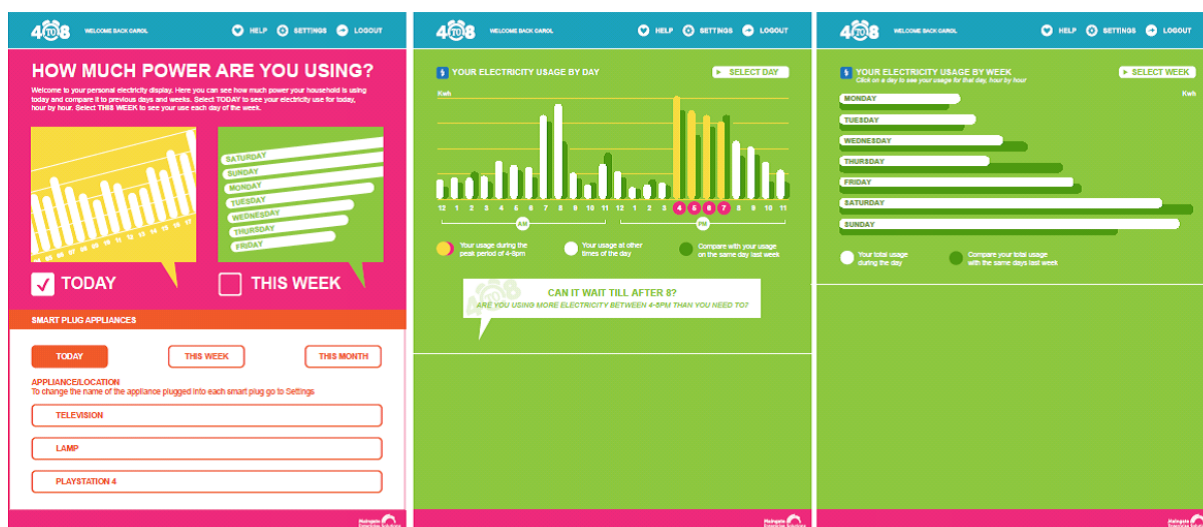 4TO8 WELCOME BACK CAROL HELP SETTINGS LOGOUT
HOW MUCH POWER ARE YOU USING?
Welcome to your personal electricity display. Here you can see how much power your household is using
today and compare it to previous days and weeks. Select TODAY to see your electricity use for today,
hour by hour. Select THIS WEEK to see your use each day of the week.
SATURDAY
SUNDAY
MONDAY
TUESDAY
WEDNESDAY
THURSDAY
FRIDAY
TODAY
THIS WEEK
SMART PLUG APPLIANCES
TODAY THIS WEEK THIS MONTH
APPLIANCE/LOCATION
To change the name of the appliance plugged into each smart plug go to Settings
TELEVISION
LAMP
PLAYSTATION 4
4TO8 WELCOME BACK CAROL HELP SETTINGS LOGOUT
YOUR ELECTRICITY USAGE BY DAY SELECT DAY
Kwh
12 1 2 3 4 5 6 7 8 9 10 11 12 1 2 3 4 5 6 7 8 9 10 11
AM PM
Your usage during the
peak period of 4-8pm
Your usage at other
times of the day
Compare with your usage
on the same day last week
CAN IT WAIT TILL AFTER 8?
ARE YOU USING MORE ELECTRICITY BETWEEN 4-8PM THAN YOU NEED TO?
4TO8 WELCOME BACK CAROL HELP SETTINGS LOGOUT
YOUR ELECTRICITY USAGE BY WEEK SELECT WEEK
Click on a day to see your usage for that day, hour by hour
Kwh
MONDAY
TUESDAY
WEDNESDAY
THURSDAY
FRIDAY
SATURDAY
SUNDAY
Your total usage
during the day
Compare your total usage
with the same days last week